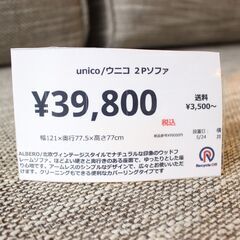 unico/ウニコ 2Pソファ
¥39,800
税込
送料
¥3,500~
幅121×奥行77.5×高さ77cm
5/24
ALBERO/北欧ヴィンテージスタイルでナチュラルな印象のウッドフ
レームソファ。ほどよい硬さと奥行きのある座面で、ゆったりとした座
り心地です。アームレスのシンプルなデザインで、広々とお使いいただ
けます。クリーニングもできる便利なカバーリングタイプです